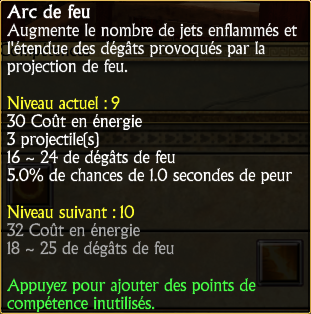 Arc de feu
Augmente le nombre de jets enflammés et
l'étendue des dégâts provoqués par la
projection de feu.
Niveau actuel : 9
30 Coût en énergie
3 projectile(s)
16 ~ 24 de dégâts de feu
5.0% de chances de 1.0 secondes de peur
Niveau suivant : 10
32 Coût en énergie
18 ~ 25 de dégâts de feu
Appuyez pour ajouter des points de
compétence inutilisés.